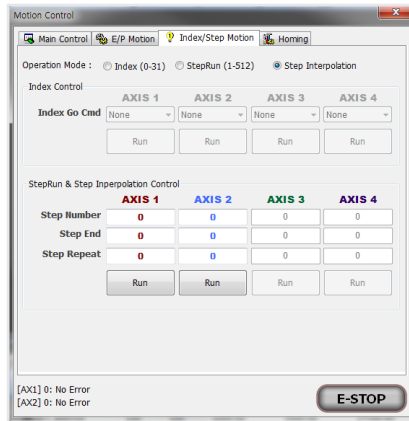 Motion Control
Main Control E/P Motion Index/Step Motion Homing
Operation Mode : Index (0-31) StepRun (1-512) Step Interpolation
Index Control
AXIS 1 AXIS 2 AXIS 3 AXIS 4
Index Go Cmd None None None None
Run Run Run Run
StepRun & Step Inperpolation Control
AXIS 1 AXIS 2 AXIS 3 AXIS 4
Step Number 0 0 0 0
Step End 0 0 0 0
Step Repeat 0 0 0 0
Run Run Run Run
[AX1] 0: No Error
[AX2] 0: No Error
E-STOP